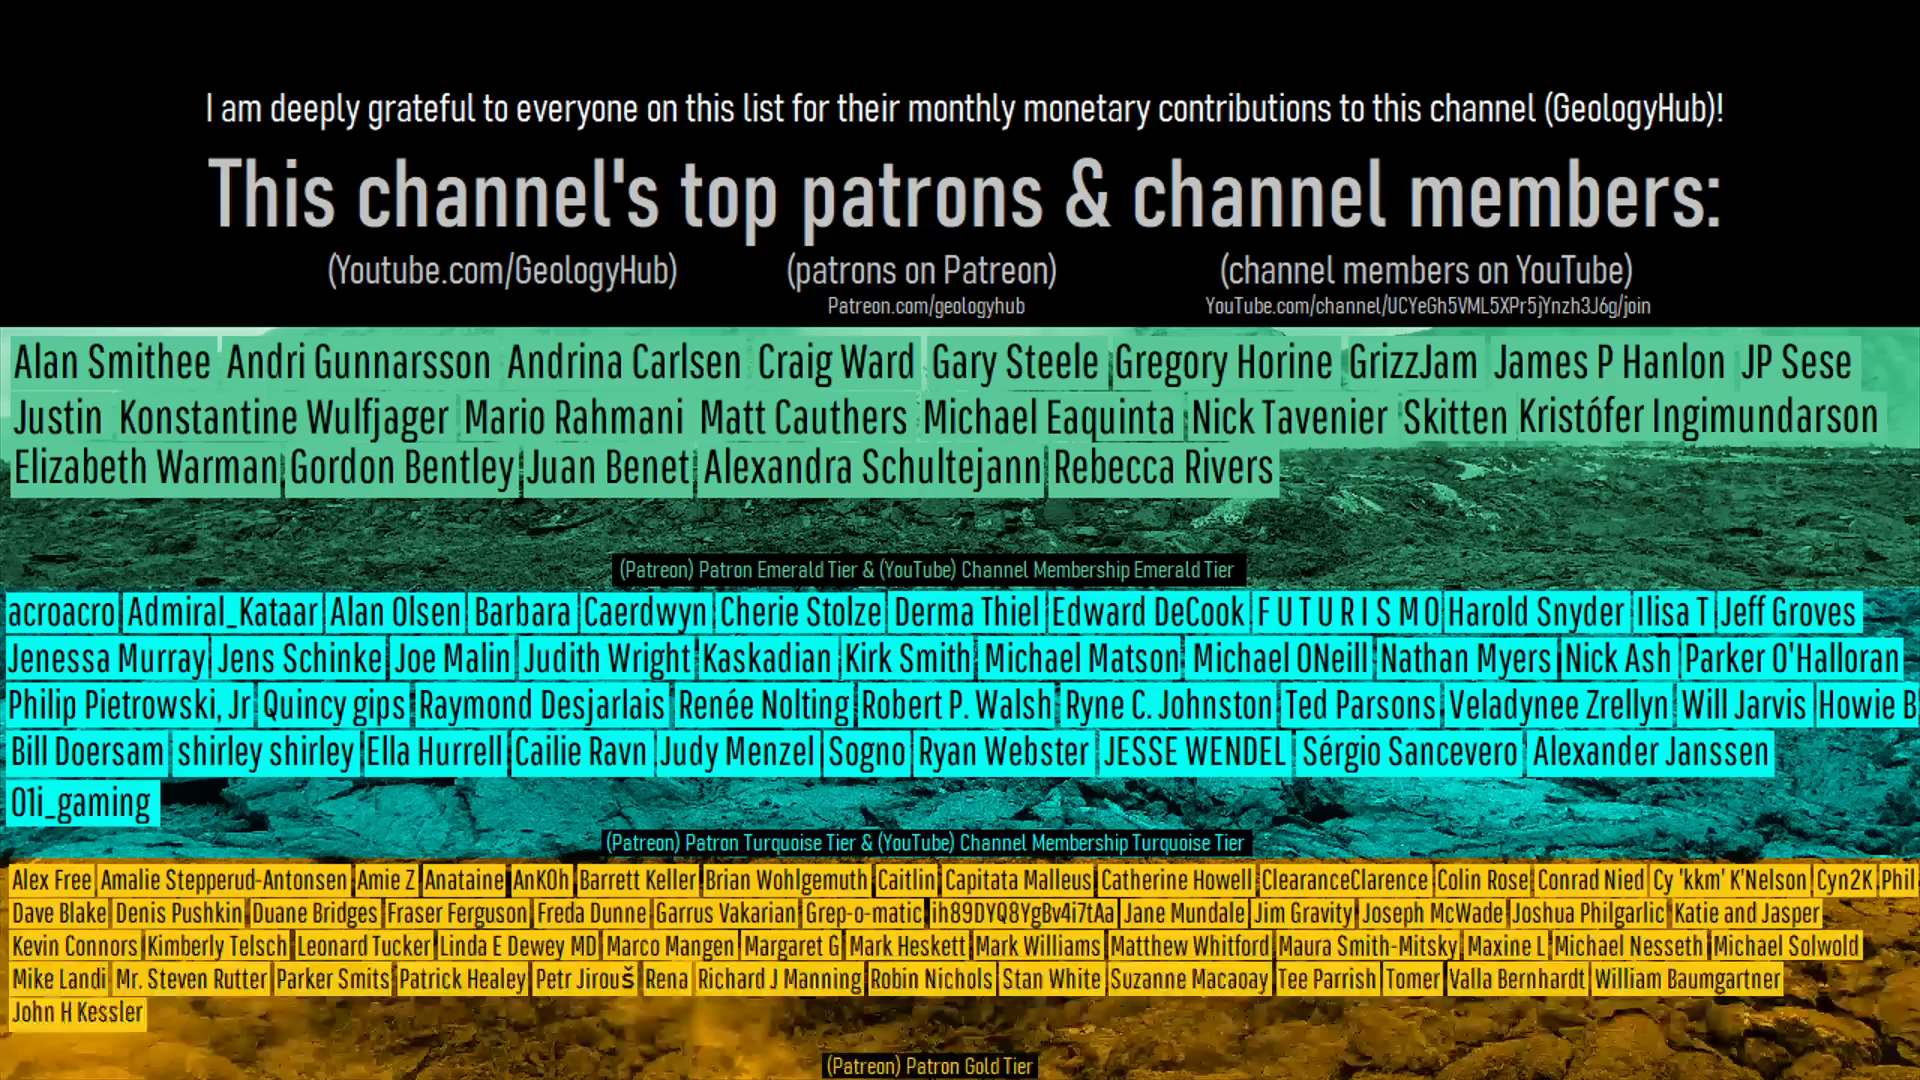 I am deeply grateful to everyone on this list for their monthly monetary contributions to this channel (GeologyHub)!
This channel's top patrons & channel members:
(Youtube.com/GeologyHub) (patrons on Patreon) (channel members on YouTube)
Patreon.com/geologyhub YouTube.com/channel/UCYeGh5VML5XPr5jYnzh3J6g/join
Alan Smithee Andri Gunnarsson Andrina Carlsen Craig Ward Gary Steele Gregory Horine GrizzJam James P Hanlon JP Sese
Justin Konstantine Wulfjager Mario Rahmani Matt Cauthers Michael Eaquinta Nick Tavenier Skitten Kristófer Ingimundarson
Elizabeth Warman Gordon Bentley Juan Benet Alexandra Schultejann Rebecca Rivers
(Patreon) Patron Emerald Tier & (YouTube) Channel Membership Emerald Tier
acroacro Admiral_Kataar Alan Olsen Barbara Caerdwyn Cherie Stolze Derma Thiel Edward DeCook F U T U R I S M O Harold Snyder Ilisa T Jeff Groves
Jenessa Murray Jens Schinke Joe Malin Judith Wright Kaskadian Kirk Smith Michael Matson Michael ONeill Nathan Myers Nick Ash Parker O'Halloran
Philip Pietrowski, Jr Quincy gips Raymond Desjarlais Renée Nolting Robert P. Walsh Ryne C. Johnston Ted Parsons Veladynee Zrellyn Will Jarvis Howie B
Bill Doersam shirley shirley Ella Hurrell Cailie Ravn Judy Menzel Sogno Ryan Webster JESSE WENDEL Sérgio Sancevero Alexander Janssen
01i_gaming
(Patreon) Patron Turquoise Tier & (YouTube) Channel Membership Turquoise Tier
Alex Free Amalie Stepperud-Antonsen Amie Z Anataine AnKOh Barrett Keller Brian Wohlgemuth Caitlin Capitata Malleus Catherine Howell ClearanceClarence Colin Rose Conrad Nied Cy 'kkm' K'Nelson Cyn2K Phil
Dave Blake Denis Pushkin Duane Bridges Fraser Ferguson Freda Dunne Garrus Vakarian Grep-o-matic ih89DYQ8YgBv4i7tAa Jane Mundale Jim Gravity Joseph McWade Joshua Philgarlic Katie and Jasper
Kevin Connors Kimberly Telsch Leonard Tucker Linda E Dewey MD Marco Mangen Margaret G Mark Heskett Mark Williams Matthew Whitford Maura Smith-Mitsky Maxine L Michael Nesseth Michael Solwold
Mike Landi Mr. Steven Rutter Parker Smits Patrick Healey Petr Jirouš Rena Richard J Manning Robin Nichols Stan White Suzanne Macaoay Tee Parrish Tomer Valla Bernhardt William Baumgartner
John H Kessler
(Patreon) Patron Gold Tier